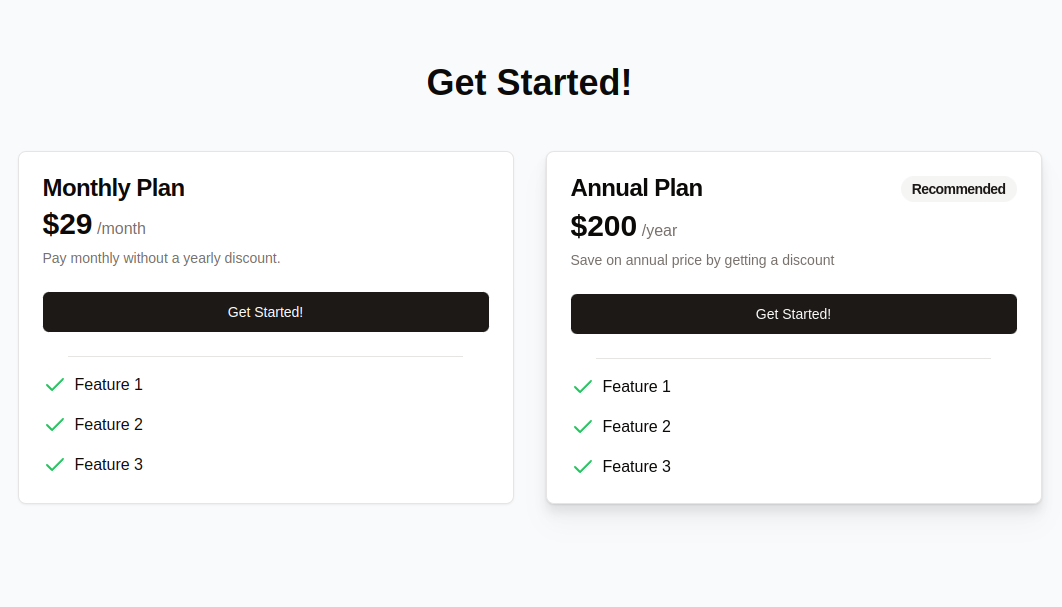 Get Started!
Monthly Plan
$29 /month
Pay monthly without a yearly discount.
Get Started!
Feature 1
Feature 2
Feature 3
Annual Plan
Recommended
$200 /year
Save on annual price by getting a discount
Get Started!
Feature 1
Feature 2
Feature 3